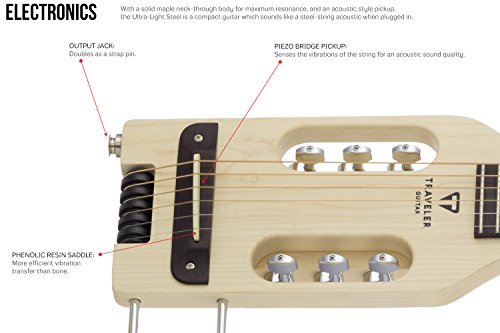 ELECTRONICS
With a solid maple neck-through body for maximum resonance, and an acoustic style pickup,
the Ultra-Light Steel is a compact guitar which sounds like a steel-string acoustic when plugged in.
OUTPUT JACK:
Doubles as a strap pin.
PIEZO BRIDGE PICKUP:
Senses the vibrations of the string for an acoustic sound quality.
TRAVELER
GUITAR
PHENOLIC RESIN SADDLE:
More efficient vibration
transfer than bone.